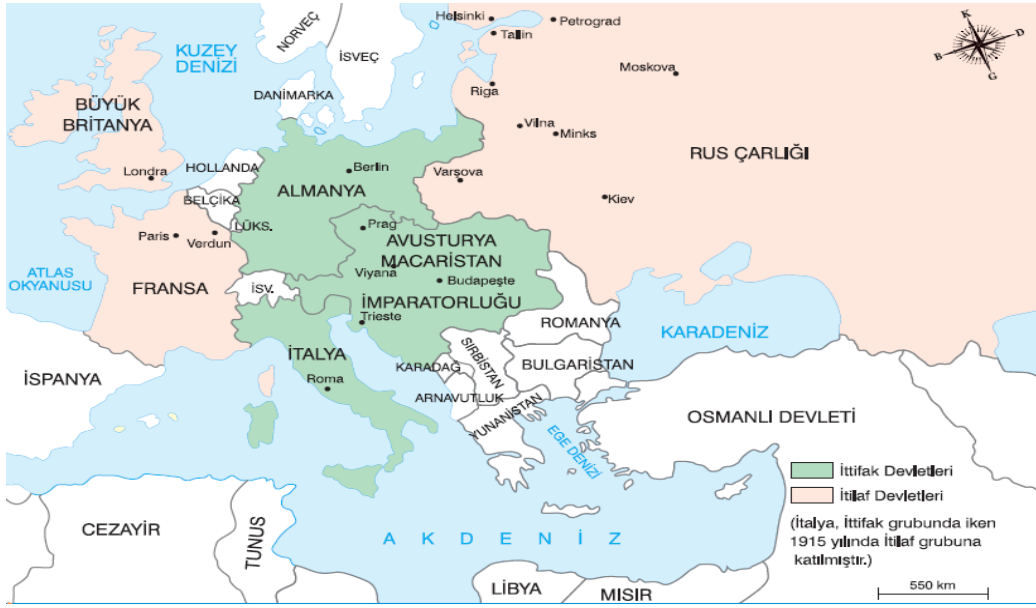 Helsinki
Petrograd
Tallin
NORVEÇ
İSVEÇ
K
D
B
G
KUZEY
DENİZİ
Moskova
DANİMARKA
Riga
BÜYÜK
BRİTANYA
Vilna
Minks
RUS ÇARLIĞI
HOLLANDA
Berlin
Londra
Varşova
ALMANYA
BELÇİKA
Kiev
LÜKS.
Prag
Paris
Verdun
AVUSTURYA
MACARİSTAN
Viyana
ATLAS
OKYANUSU
Budapeşte
FRANSA
İSV.
İMPARATORLUĞU
Trieste
ROMANYA
KARADENİZ
İTALYA
SIRBİSTAN
KARADAĞ
BULGARİSTAN
İSPANYA
Roma
ARNAVUTLUK
YUNANİSTAN
OSMANLI DEVLETİ
EGE DENİZİ
İttifak Devletleri
İtilaf Devletleri
(İtalya, İttifak grubunda iken
1915 yılında İtilaf grubuna
katılmıştır.)
CEZAYİR
TUNUS
AKDENİZ
LİBYA
MISIR
550 km